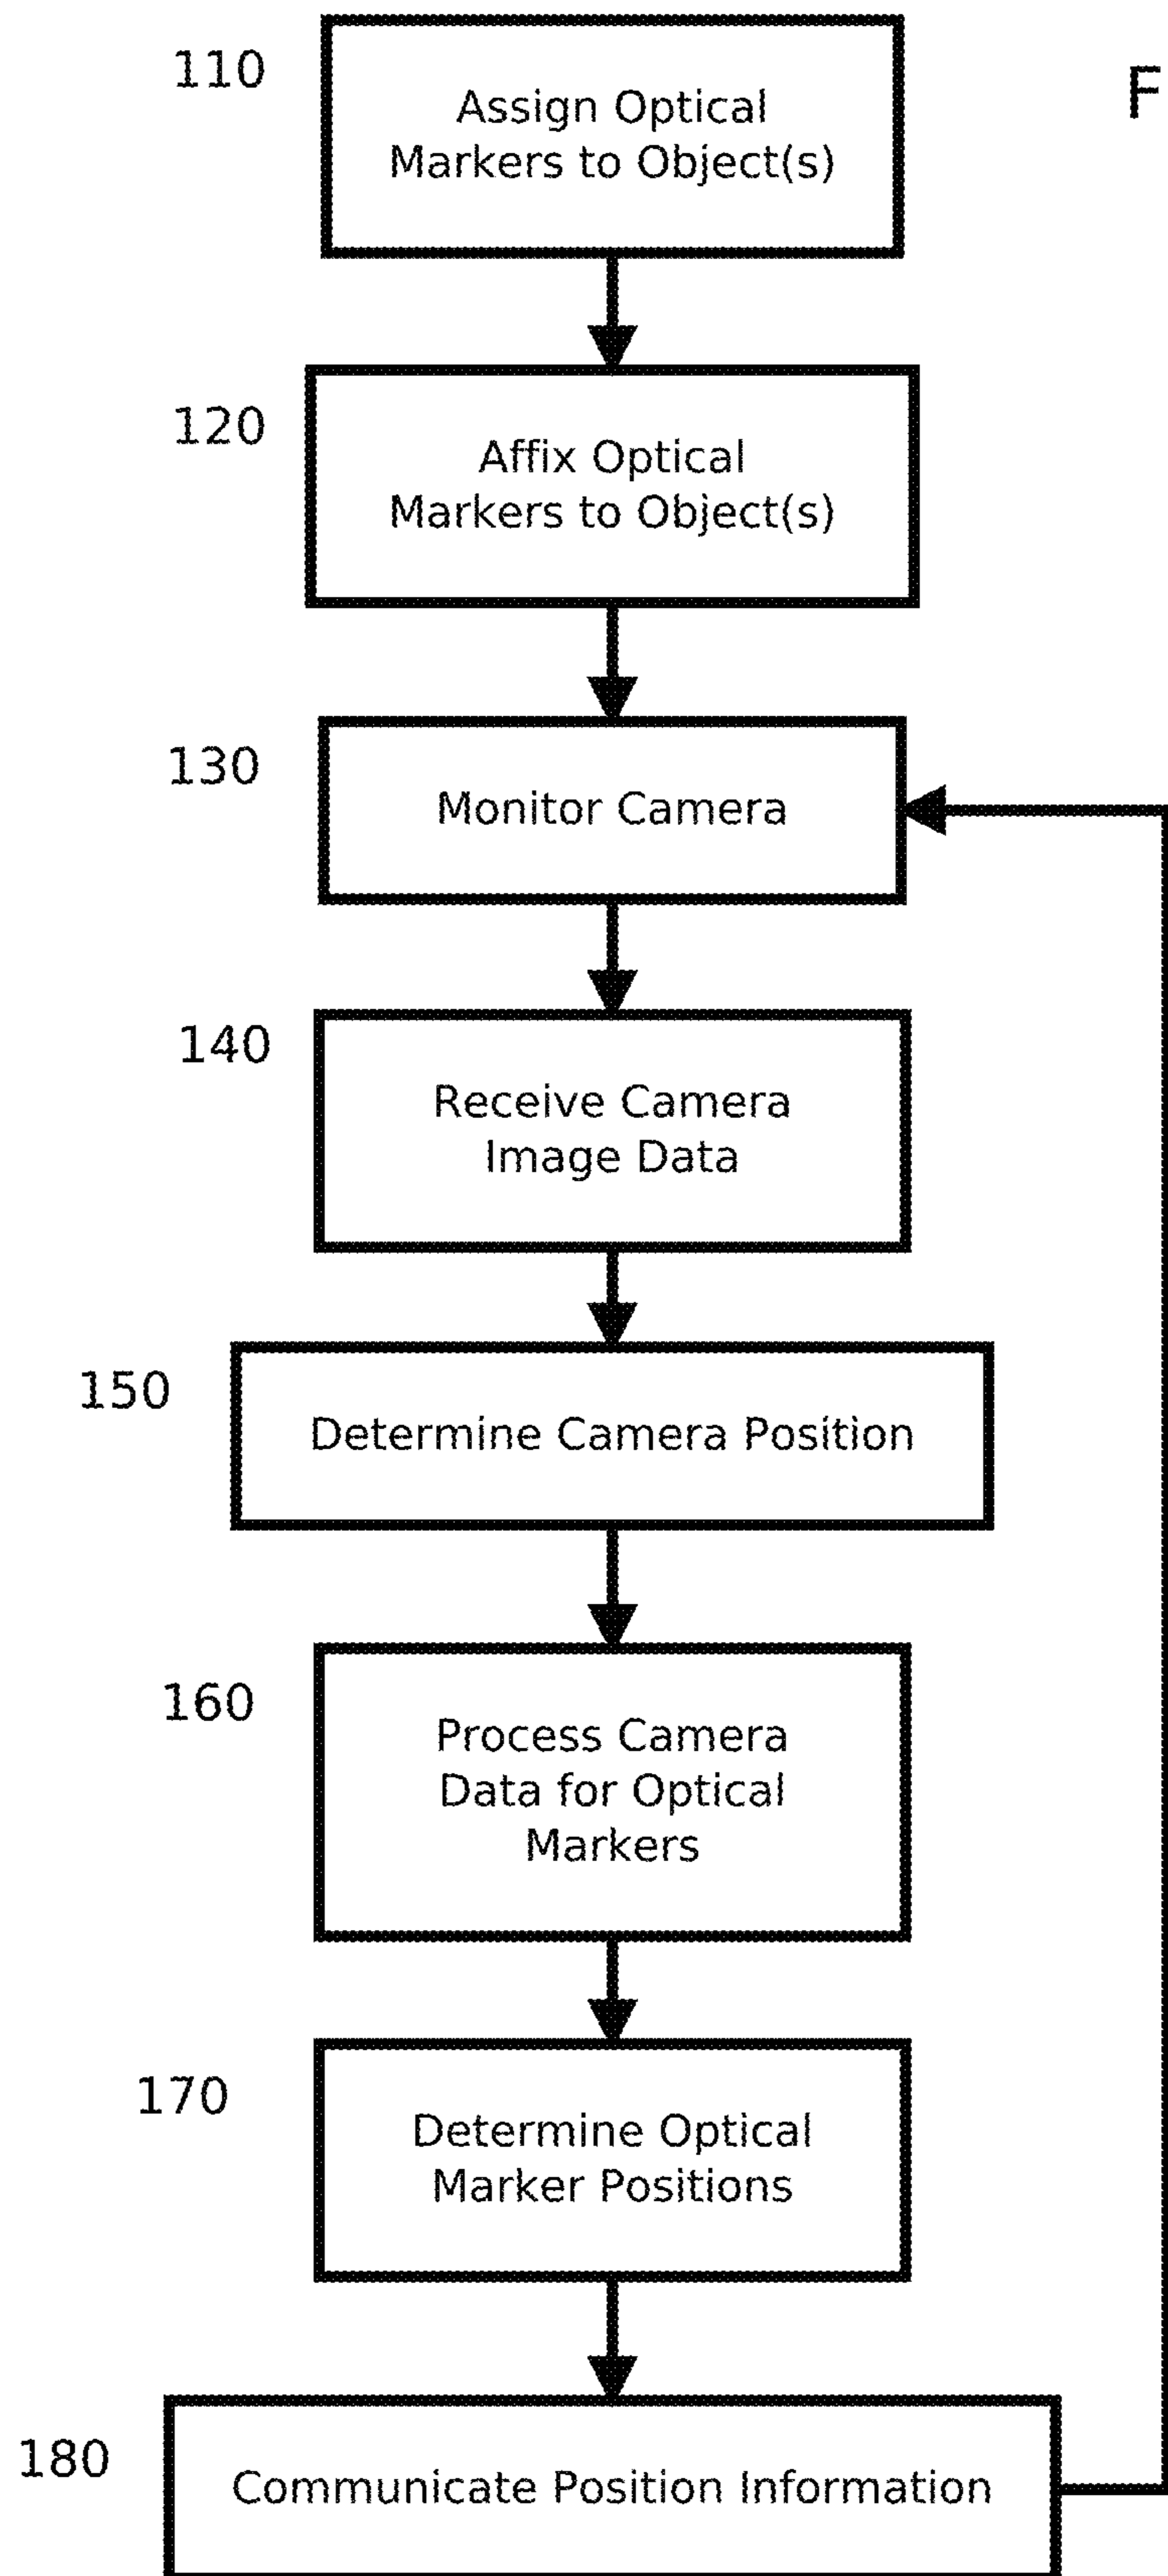 110
Assign Optical
Markers to Object(s)
F
120
Affix Optical
Markers to Object(s)
130
Monitor Camera
140
Receive Camera
Image Data
150
Determine Camera Position
160
Process Camera
Data for Optical
Markers
170
Determine Optical
Marker Positions
180
Communicate Position Information